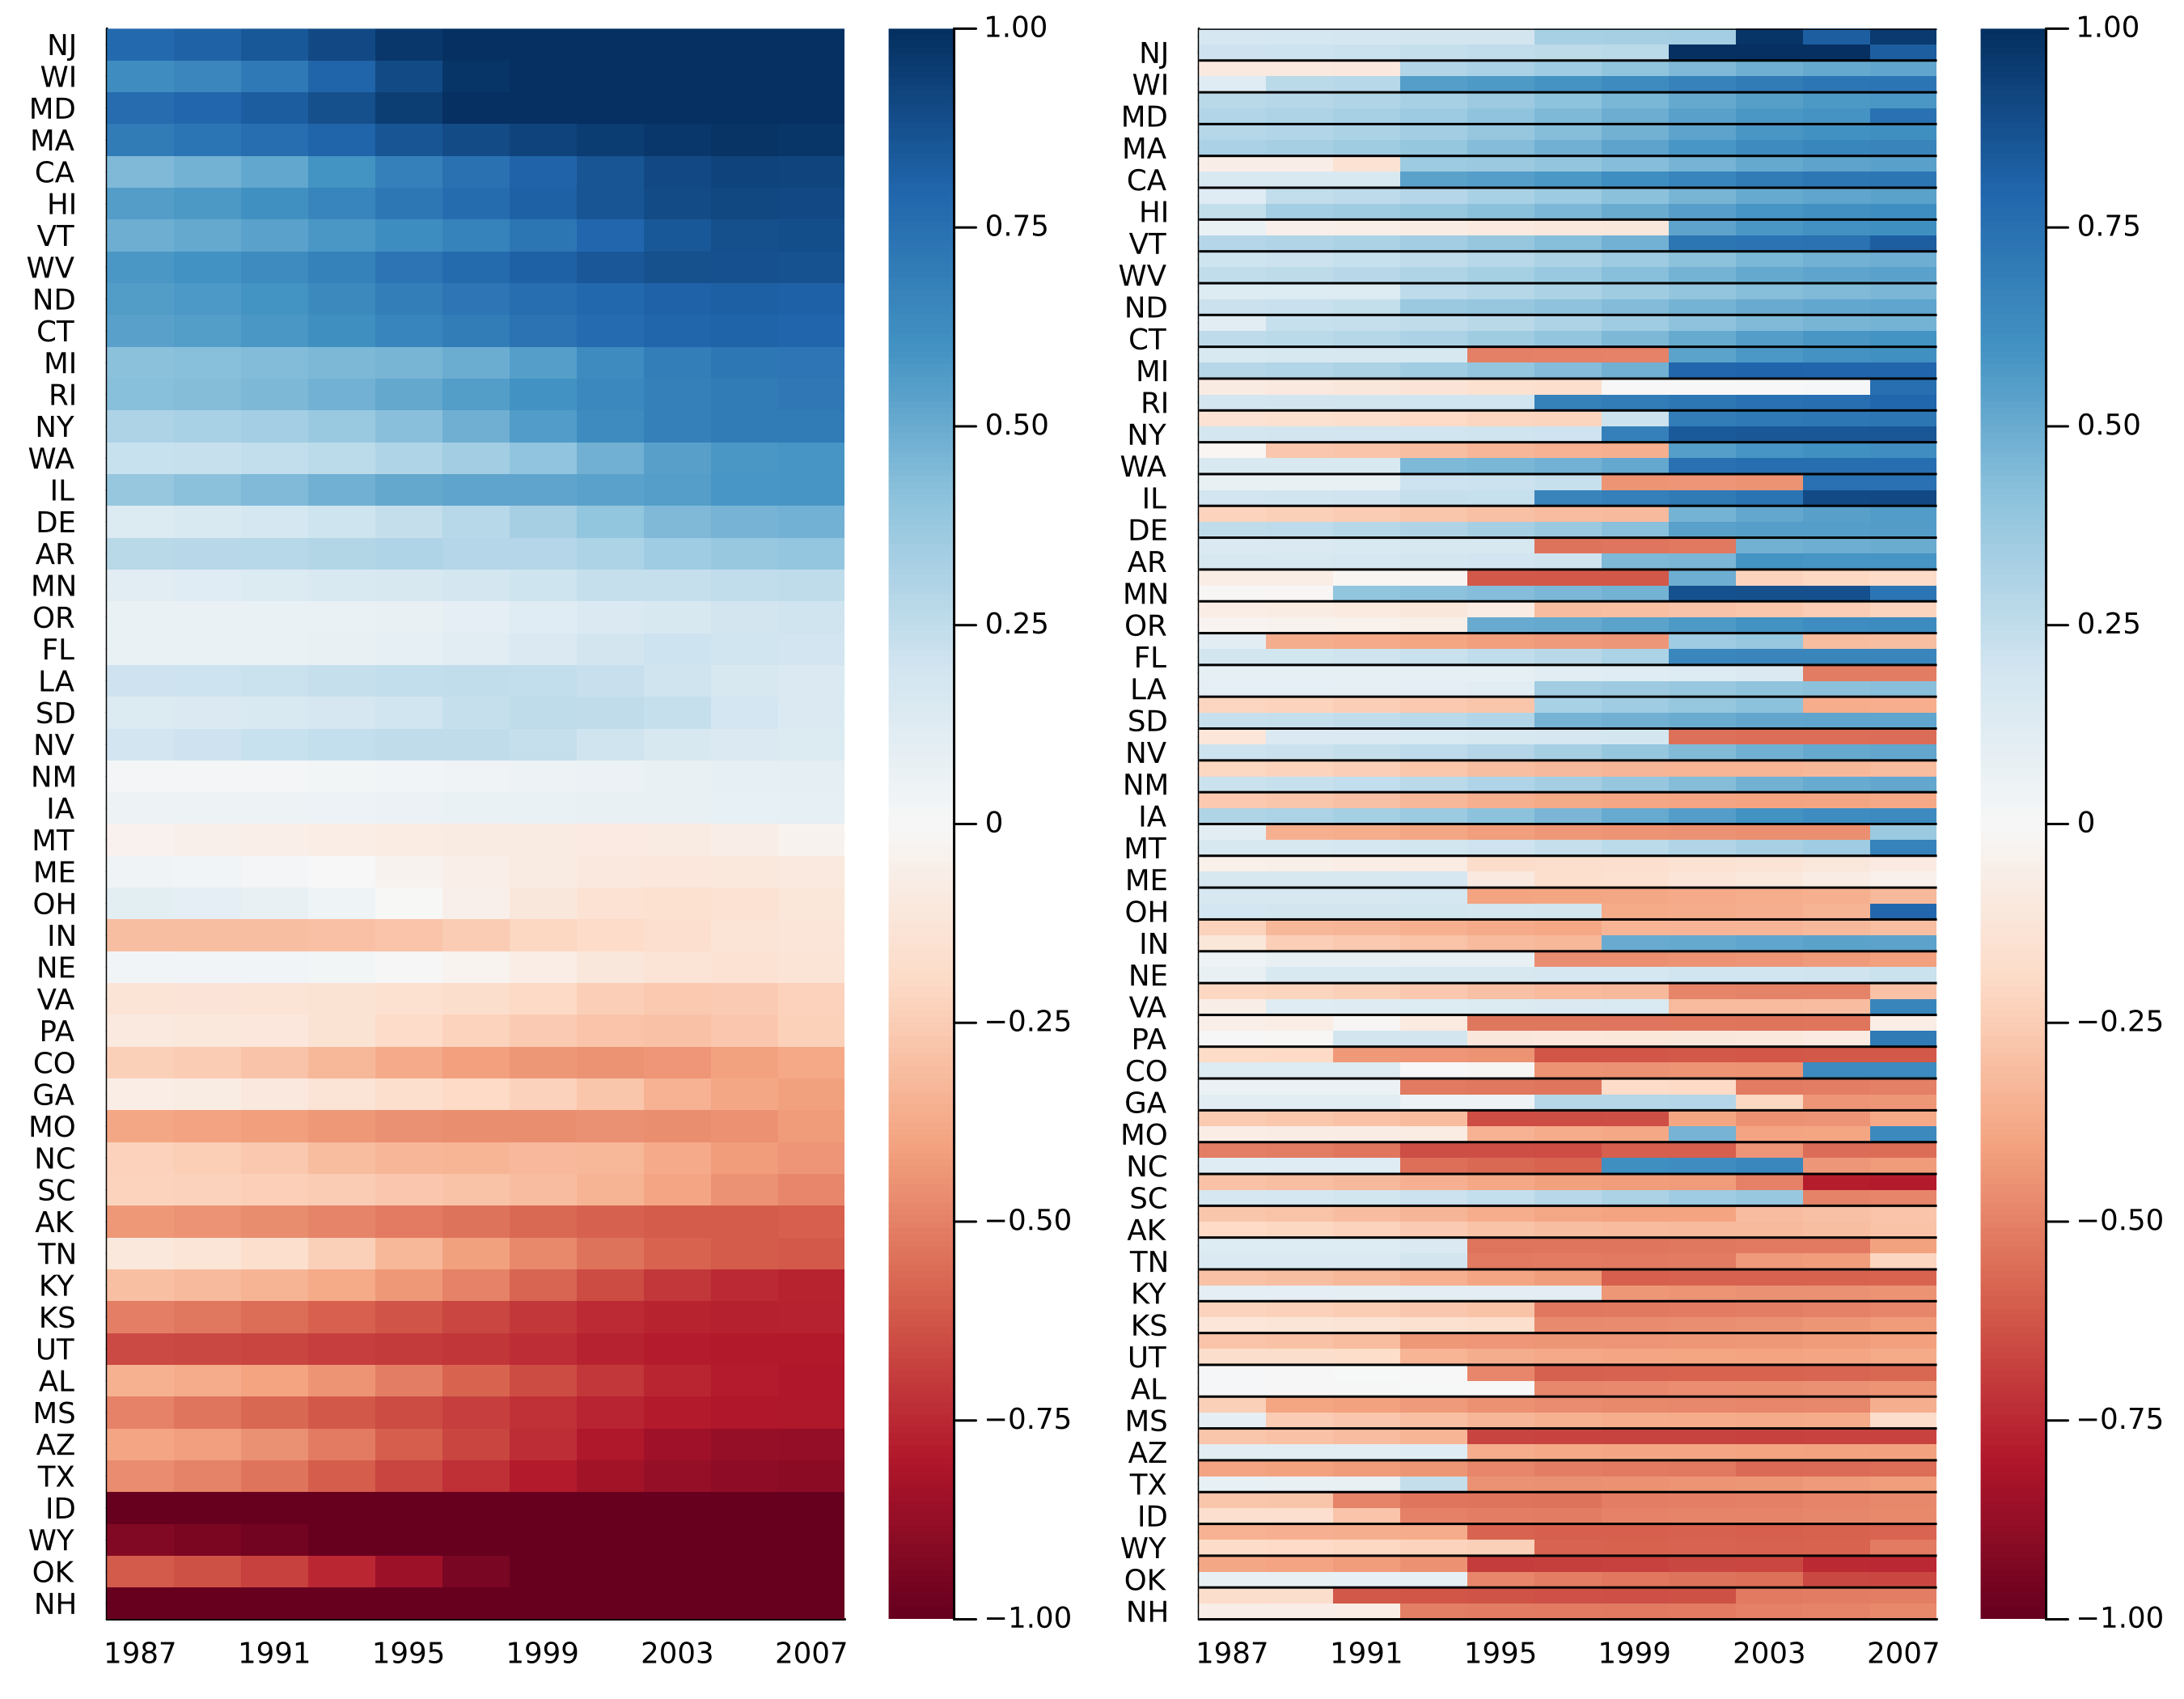 NJ
WI
MD
MA
CA
HI
VT
WV
ND
CT
MI
RI
NY
WA
IL
DE
AR
MN
OR
FL
LA
SD
NV
NM
IA
MT
ME
OH
IN
NE
VA
PA
CO
GA
MO
NC
SC
AK
TN
KY
KS
UT
AL
MS
AZ
TX
ID
WY
OK
NH
1987 1991 1995 1999 2003 2007
1.00
0.75
0.50
0.25
0
−0.25
−0.50
−0.75
−1.00
NJ
WI
MD
MA
CA
HI
VT
WV
ND
CT
MI
RI
NY
WA
IL
DE
AR
MN
OR
FL
LA
SD
NV
NM
IA
MT
ME
OH
IN
NE
VA
PA
CO
GA
MO
NC
SC
AK
TN
KY
KS
UT
AL
MS
AZ
TX
ID
WY
OK
NH
1987 1991 1995 1999 2003 2007
1.00
0.75
0.50
0.25
0
−0.25
−0.50
−0.75
−1.00